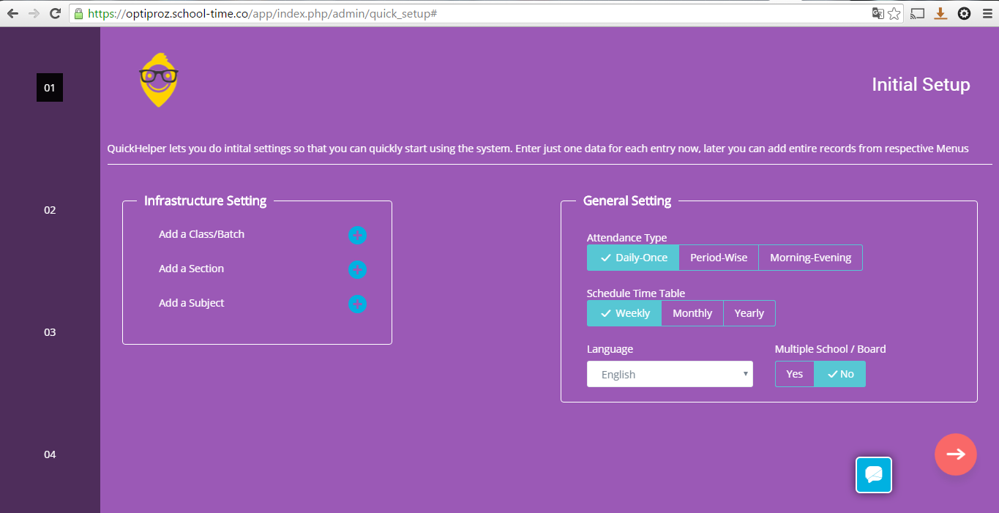 https://optiproz.school-time.co/app/index.php/admin/quick_setup#
01
Initial Setup
QuickHelper lets you do intital settings so that you can quickly start using the system. Enter just one data for each entry now, later you can add entire records from respective Menus
Infrastructure Setting
General Setting
02
Add a Class/Batch
Attendance Type
Daily-Once Period-Wise Morning-Evening
Add a Section
Schedule Time Table
Add a Subject
Weekly Monthly Yearly
03
Language Multiple School / Board
English Yes No
04